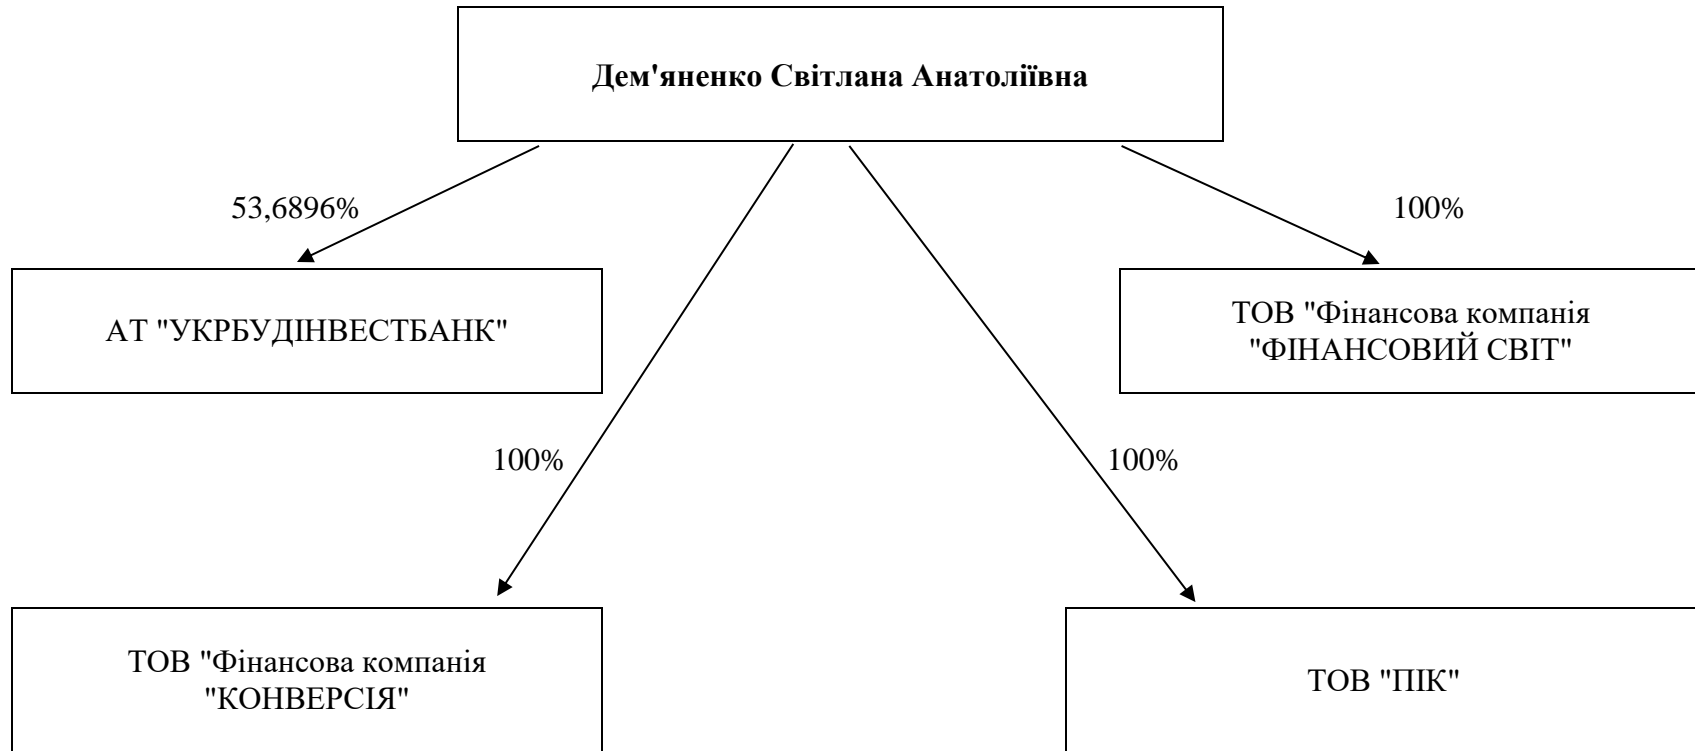 Дем'яненко Світлана Анатоліївна
53,6896%
100%
АТ "УКРБУДІНВЕСТБАНК"
ТОВ "Фінансова компанія
"ФІНАНСОВИЙ СВІТ"
100%
100%
ТОВ "Фінансова компанія
"КОНВЕРСІЯ"
ТОВ "ПІК"